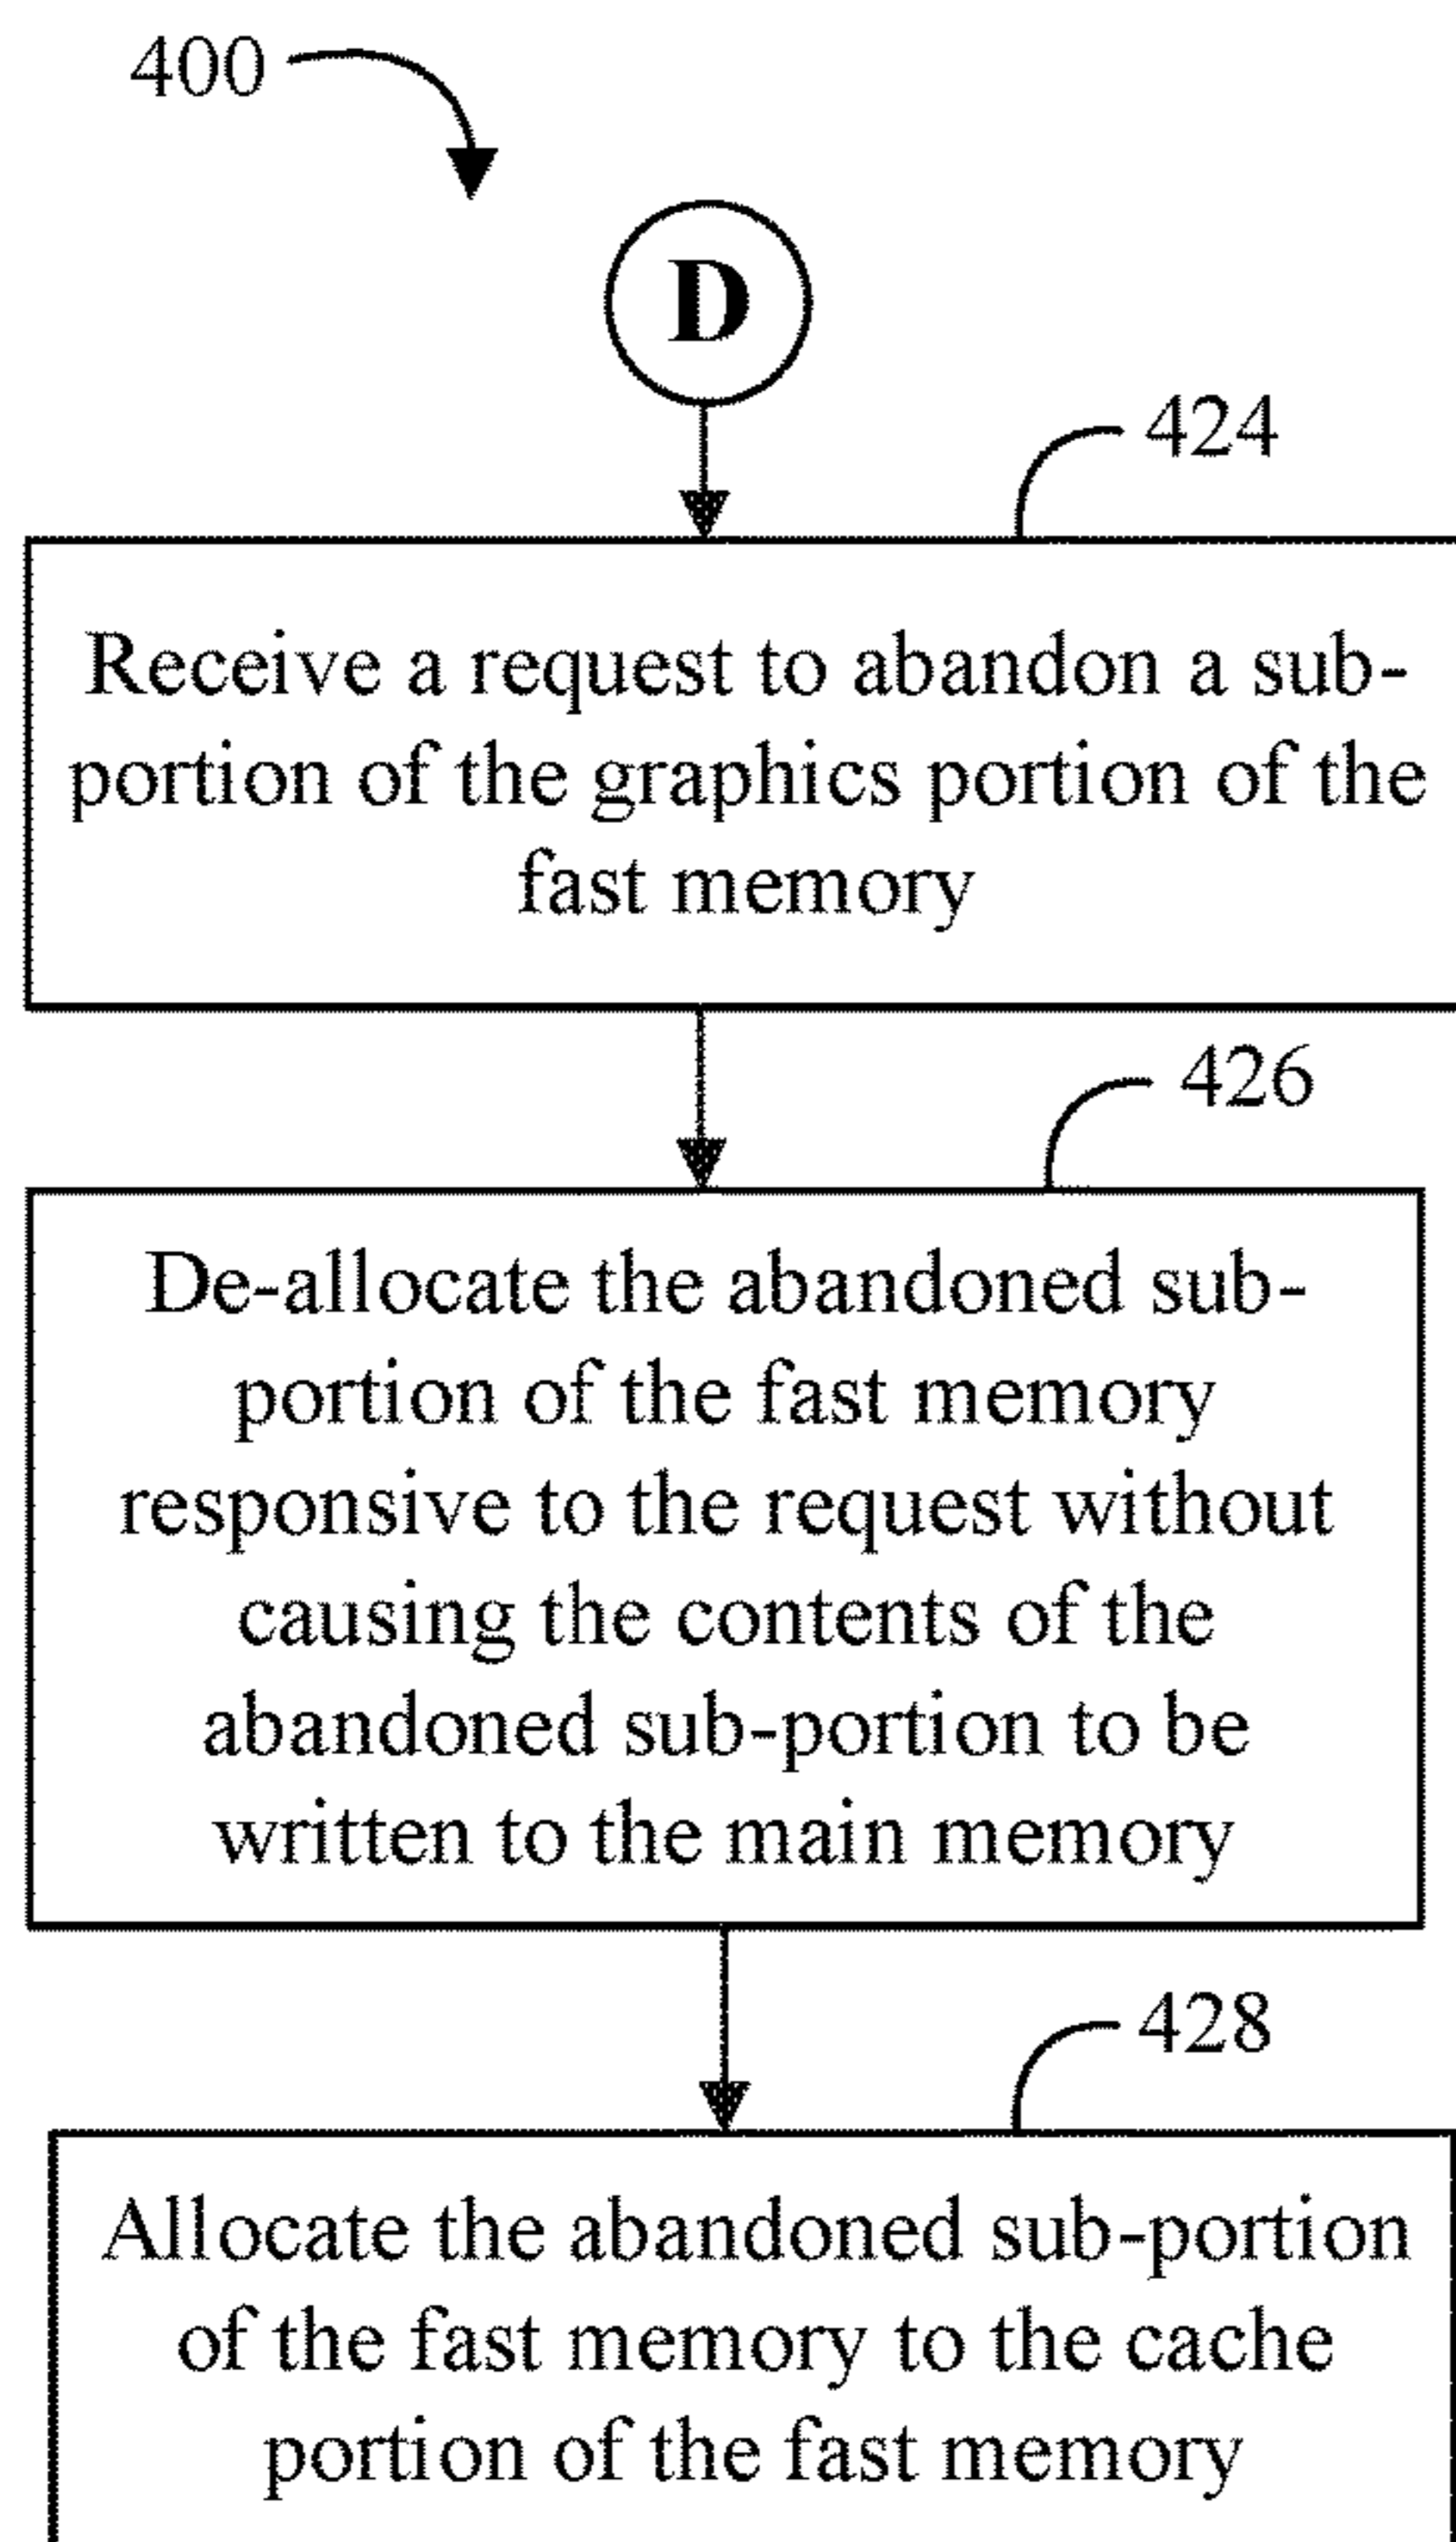 400
D
424
Receive a request to abandon a sub-
portion of the graphics portion of the
fast memory
426
De-allocate the abandoned sub-
portion of the fast memory
responsive to the request without
causing the contents of the
abandoned sub-portion to be
written to the main memory
428
Allocate the abandoned sub-portion
of the fast memory to the cache
portion of the fast memory